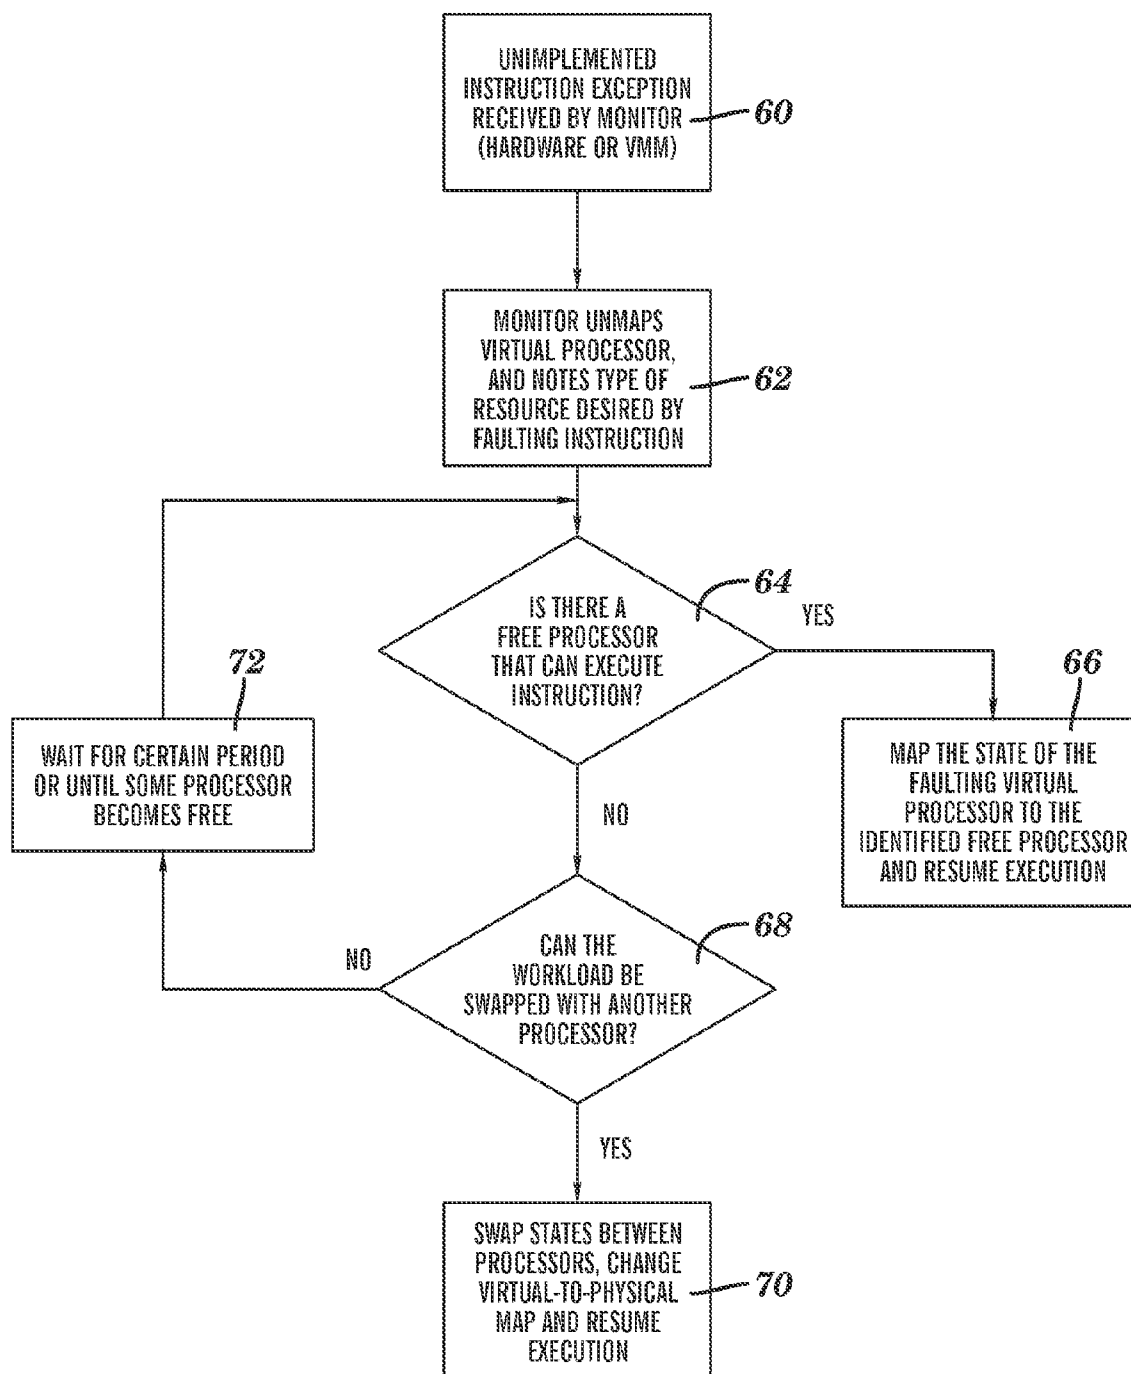 UNIMPLEMENTED
INSTRUCTION EXCEPTION
RECEIVED BY MONITOR
(HARDWARE OR VMM)
60
MONITOR UNMAPS
VIRTUAL PROCESSOR,
AND NOTES TYPE OF
RESOURCE DESIRED BY
FAULTING INSTRUCTION
62
IS THERE A
FREE PROCESSOR
THAT CAN EXECUTE
INSTRUCTION?
64
YES
66
MAP THE STATE OF THE
FAULTING VIRTUAL
PROCESSOR TO THE
IDENTIFIED FREE PROCESSOR
AND RESUME EXECUTION
72
WAIT FOR CERTAIN PERIOD
OR UNTIL SOME PROCESSOR
BECOMES FREE
NO
CAN THE
WORKLOAD BE
SWAPPED WITH ANOTHER
PROCESSOR?
68
NO
YES
SWAP STATES BETWEEN
PROCESSORS, CHANGE
VIRTUAL-TO-PHYSICAL
MAP AND RESUME
EXECUTION
70